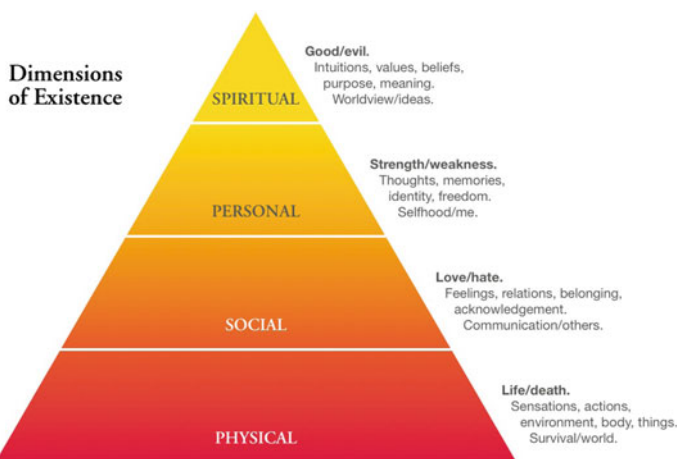 Dimensions
of Existence
Good/evil.
Intuitions, values, beliefs,
purpose, meaning.
Worldview/ideas.
SPIRITUAL
Strength/weakness.
Thoughts, memories,
identity, freedom.
Selfhood/me.
PERSONAL
Love/hate.
Feelings, relations, belonging,
acknowledgement.
Communication/others.
SOCIAL
Life/death.
Sensations, actions,
environment, body, things.
Survival/world.
PHYSICAL